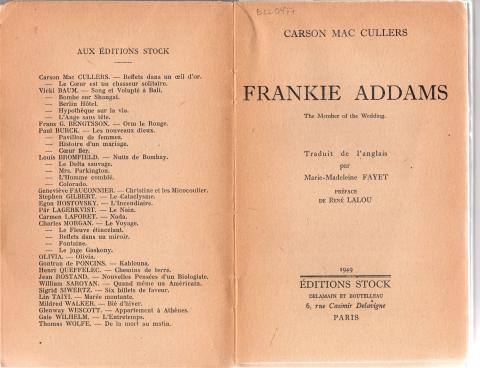 AUX ÉDITIONS STOCK
Carson Mac CULLERS. — Reflets dans un œil d'or.
— Le Cœur est un chasseur solitaire.
Vicki BAUM. — Sang et Volupté à Bali.
— Bombe sur Shangaï.
— Berlin Hôtel.
— Hypothèque sur la vie.
— L'Ange sans tête.
Frans G. BENGTSSON. — Orm le Rouge.
Paul BURCK. — Les nouveaux dieux.
— Pavillon de femmes.
— Histoire d'un mariage.
— Cœur fier.
Louis BROMFIELD. — Nuits de Bombay.
— Le Delta sauvage.
— Mrs. Parkington.
— L'Homme comblé.
— Colorado.
Geneviève FAUCONNIER. — Christine et les Micocoulier.
Stephen GILBERT. — Le Cataclysme.
Egon HOSTOVSKY. — L'Incendiaire.
Pär LAGERKVIST. — Le Nain.
Carmen LAFORET. — Nada.
Charles MORGAN. — Le Voyage.
— Le Fleuve étincelant.
— Reflets dans un miroir.
— Fontaine.
— Le juge Gaskony.
OLIVIA. — Olivia.
Gontran de PONCINS. — Kablouna.
Henri QUEFFELEC. — Chemins de terre.
Jean ROSTAND. — Nouvelles Pensées d'un Biologiste.
William SAROYAN. — Quand même un Américain.
Sigrid SIWERTZ. — Six billets de faveur.
Lin TAIYI. — Marée montante.
Mildred WALKER. — Blé d'hiver.
Glenway WESCOTT. — Appartement à Athènes.
Gale WILHELM. — L'Entretemps.
Thomas WOLFE. — De la mort au matin.
CARSON MAC CULLERS
FRANKIE ADDAMS
The Member of the Wedding.
Traduit de l'anglais
par
Marie-Madeleine FAYET
PRÉFACE
DE RENÉ LALOU
1949
ÉDITIONS STOCK
DELAMAIN ET BOUTELLEAU
6, rue Casimir Delavigne
PARIS